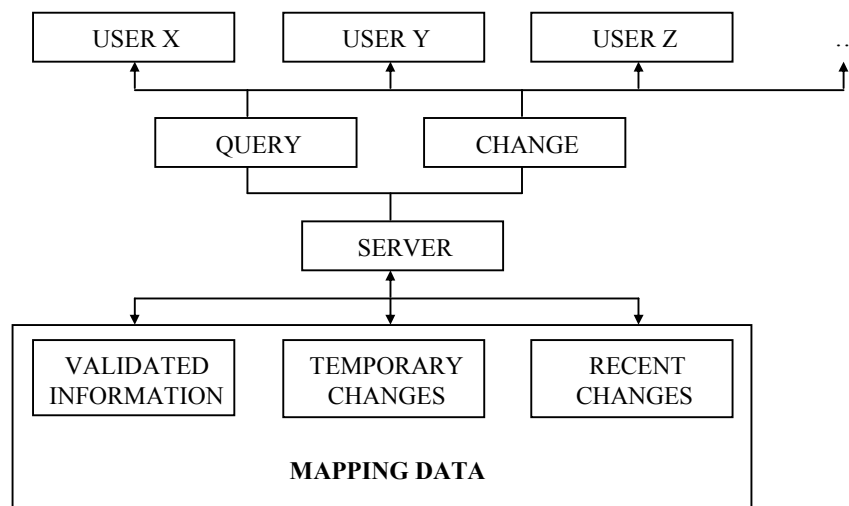 USER X
USER Y
USER Z
..
QUERY
CHANGE
SERVER
VALIDATED
INFORMATION
TEMPORARY
CHANGES
RECENT
CHANGES
MAPPING DATA